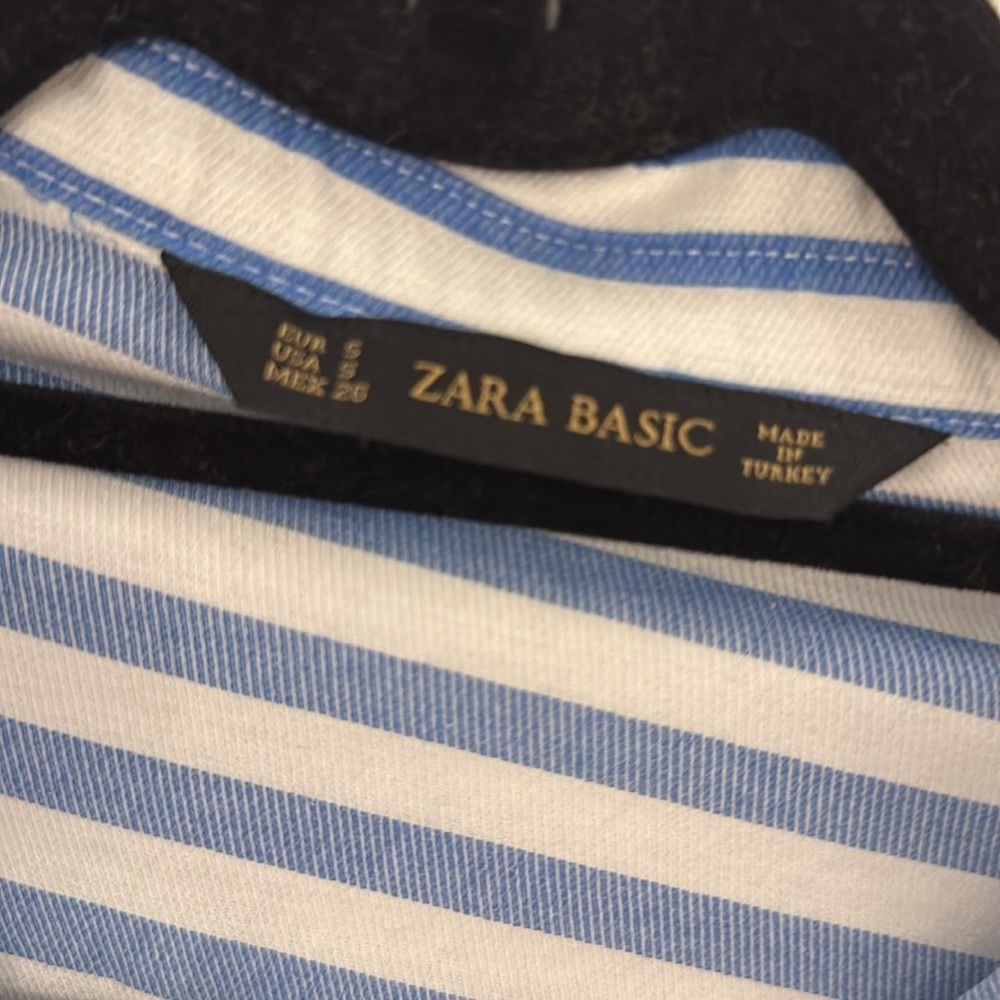 EUR S
USA S
MEX 26
ZARA BASIC
MADE
IN
TURKEY